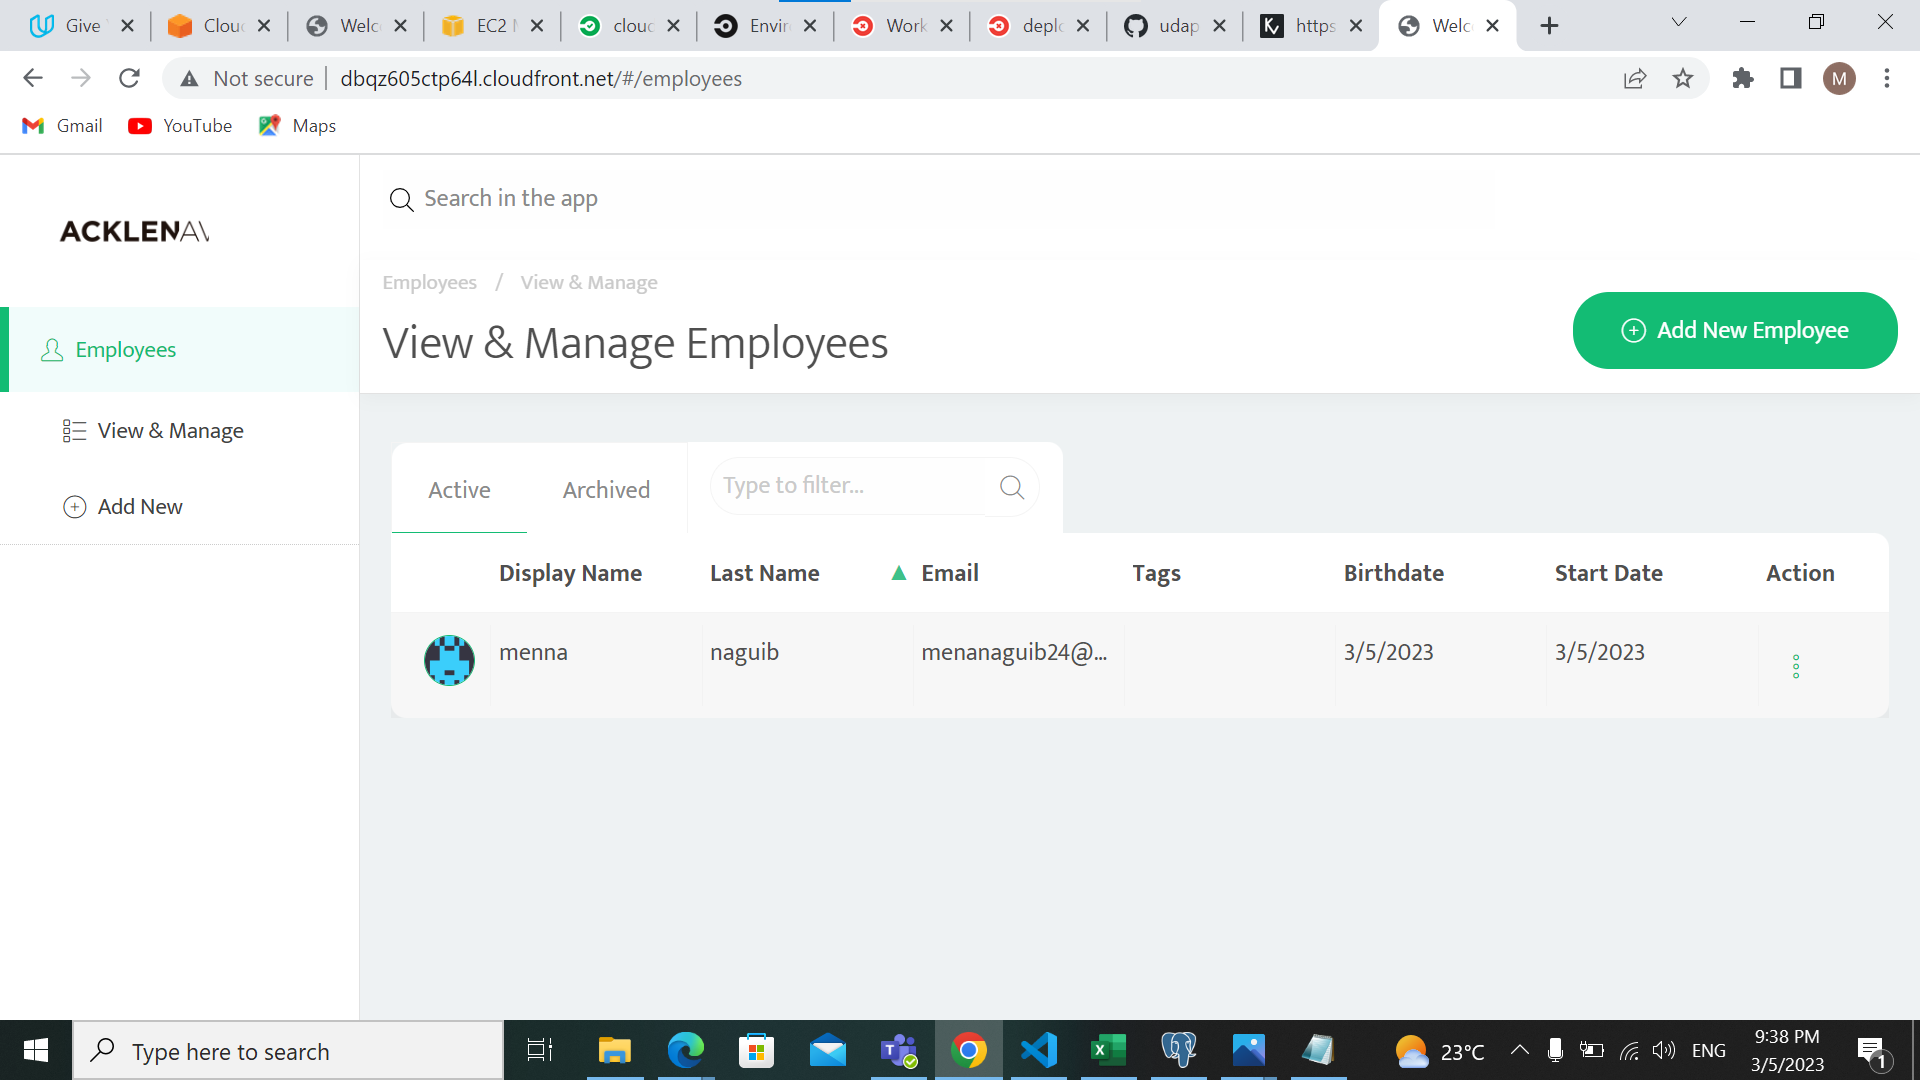 Give
Clou
Welc
EC2
cloud
Envir
Work
deplo
udap
https
Welc
Not secure
dbqz605ctp64l.cloudfront.net/#/employees
M
Gmail
YouTube
Maps
ACKLENAV
Search in the app
Employees / View & Manage
View & Manage Employees
Add New Employee
Employees
View & Manage
Add New
Active
Archived
Type to filter...
Display Name
Last Name
Email
Tags
Birthdate
Start Date
Action
menna
naguib
menanaguib24@...
3/5/2023
3/5/2023
Type here to search
23°C
ENG
9:38 PM
3/5/2023
1